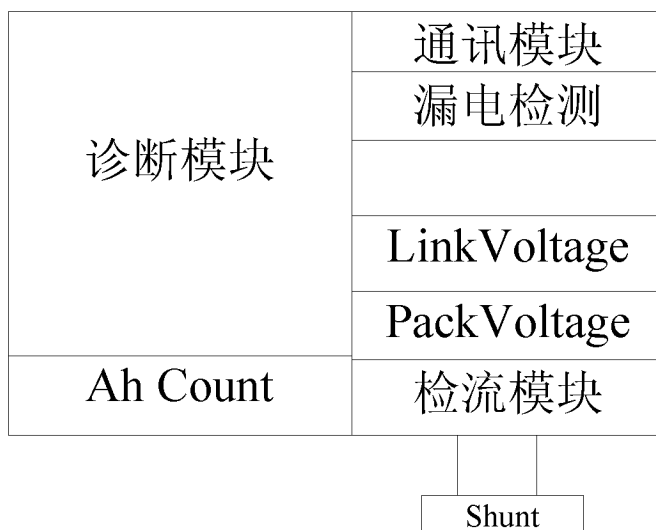 通讯模块
漏电检测
诊断模块
LinkVoltage
PackVoltage
Ah Count
检流模块
Shunt